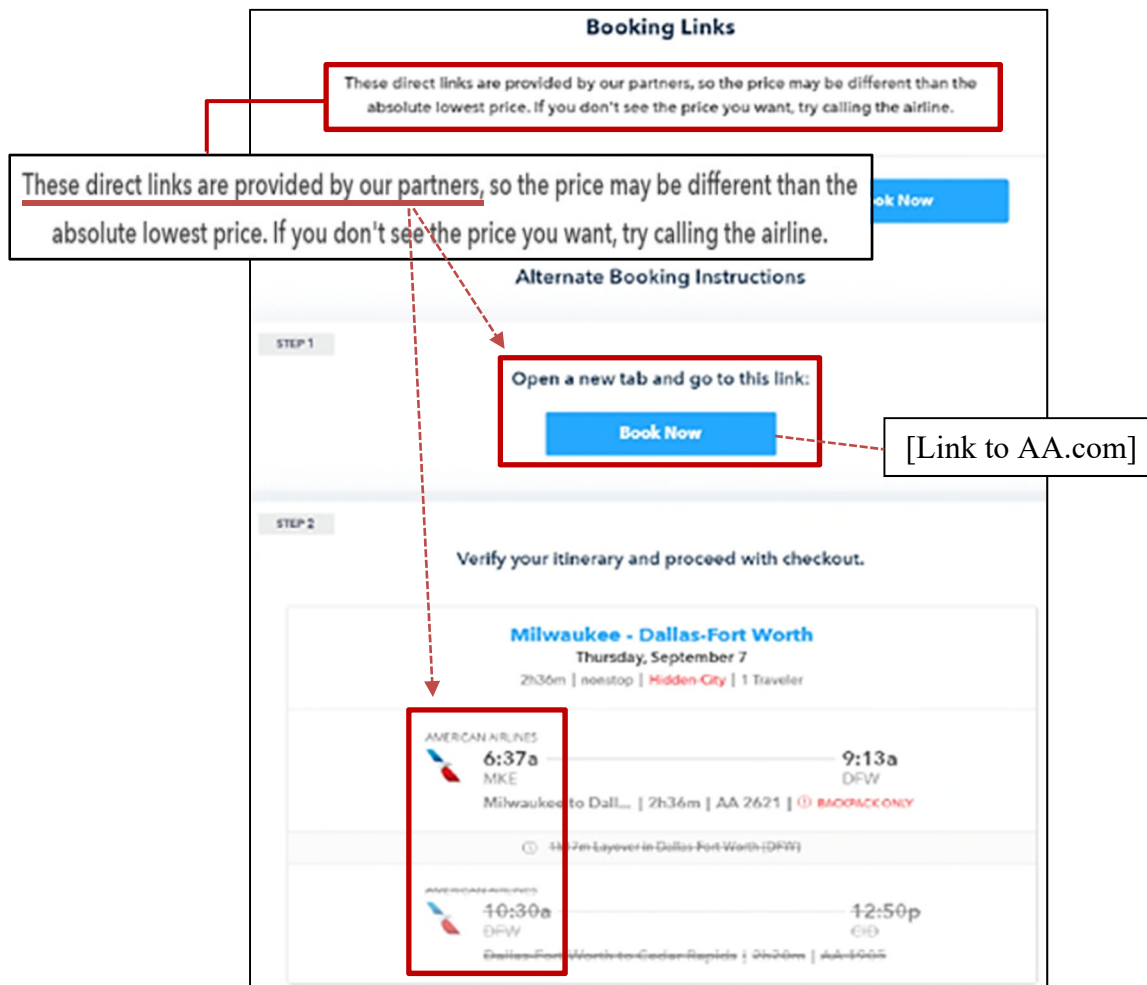 Booking Links
These direct links are provided by our partners, so the price may be different than the
absolute lowest price. If you don't see the price you want, try calling the airline.
These direct links are provided by our partners, so the price may be different than the
absolute lowest price. If you don't see the price you want, try calling the airline.
ok Now
Alternate Booking Instructions
STEP 1
Open a new tab and go to this link:
Book Now
[Link to AA.com]
STEP 2
Verify your itinerary and proceed with checkout.
Milwaukee - Dallas-Fort Worth
Thursday, September 7
2h36m | nonstop | Hidden-City | 1 Traveler
AMERICAN AIRLINES
6:37a 9:13a
MKE DFW
Milwaukee to Dall... | 2h36m | AA 2621 | BACKPACK ONLY
Layover in Dallas-Fort Worth (DFW)
AMERICAN AIRLINES
10:30a 12:50p
DFW CID
Dallas-Fort Worth to Cedar Rapids | 2h20m | AA 1905